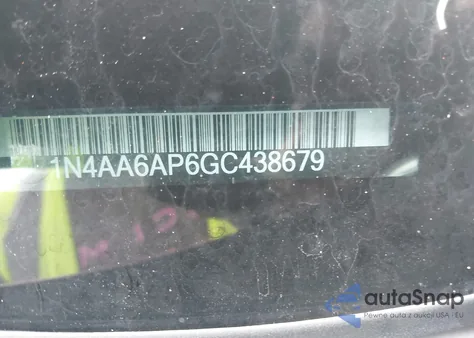 1N4AA6AP6GC438679
autoSnap
Pewne auta z aukcji USA i EU